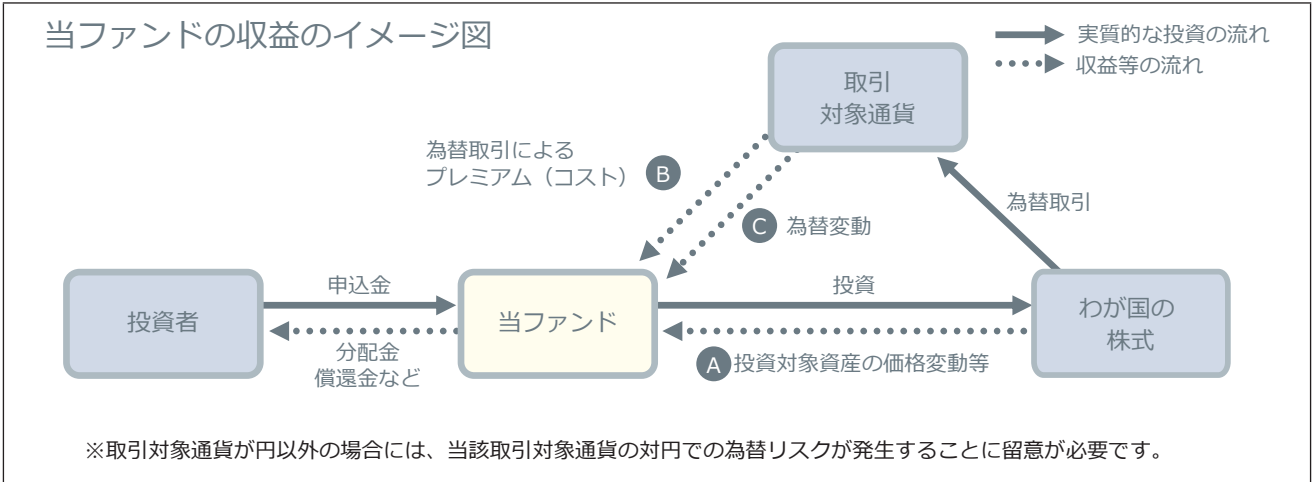 当ファンドの収益のイメージ図
実質的な投資の流れ
収益等の流れ
取引
対象通貨
為替取引による
プレミアム（コスト）
B
C
為替変動
為替取引
投資者
申込金
分配金
償還金など
当ファンド
投資
A
投資対象資産の価格変動等
わが国の
株式
※取引対象通貨が円以外の場合には、当該取引対象通貨の対円での為替リスクが発生することに留意が必要です。